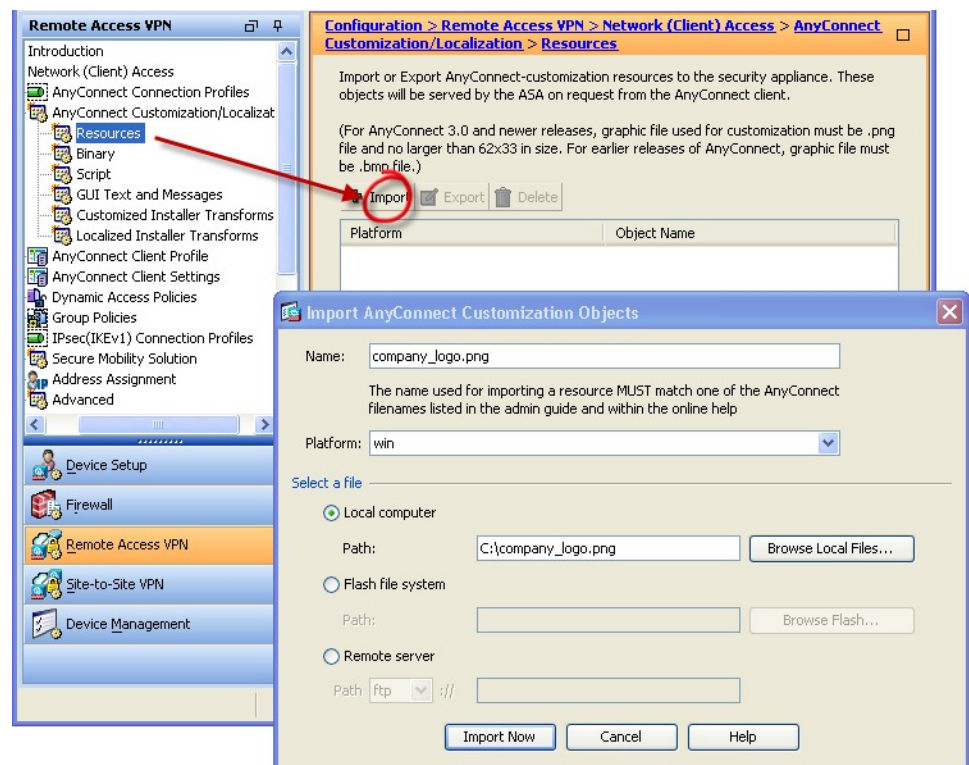 Remote Access VPN
Introduction
Network (Client) Access
AnyConnect Connection Profiles
AnyConnect Customization/Localizat
Resources
Binary
Script
GUI Text and Messages
Customized Installer Transforms
Localized Installer Transforms
AnyConnect Client Profile
AnyConnect Client Settings
Dynamic Access Policies
Group Policies
IPsec(IKEv1) Connection Profiles
Secure Mobility Solution
Address Assignment
Advanced
Device Setup
Firewall
Remote Access VPN
Site-to-Site VPN
Device Management
Configuration > Remote Access VPN > Network (Client) Access > AnyConnect
Customization/Localization > Resources
Import or Export AnyConnect-customization resources to the security appliance. These
objects will be served by the ASA on request from the AnyConnect client.
(For AnyConnect 3.0 and newer releases, graphic file used for customization must be .png
file and no larger than 62x33 in size. For earlier releases of AnyConnect, graphic file must
be .bmp file.)
Import Export Delete
Platform Object Name
Import AnyConnect Customization Objects
Name: company_logo.png
The name used for importing a resource MUST match one of the AnyConnect
filenames listed in the admin guide and within the online help
Platform: win
Select a file
Local computer
Path: C:\company_logo.png Browse Local Files...
Flash file system
Path: Browse Flash...
Remote server
Path ftp ://
Import Now Cancel Help